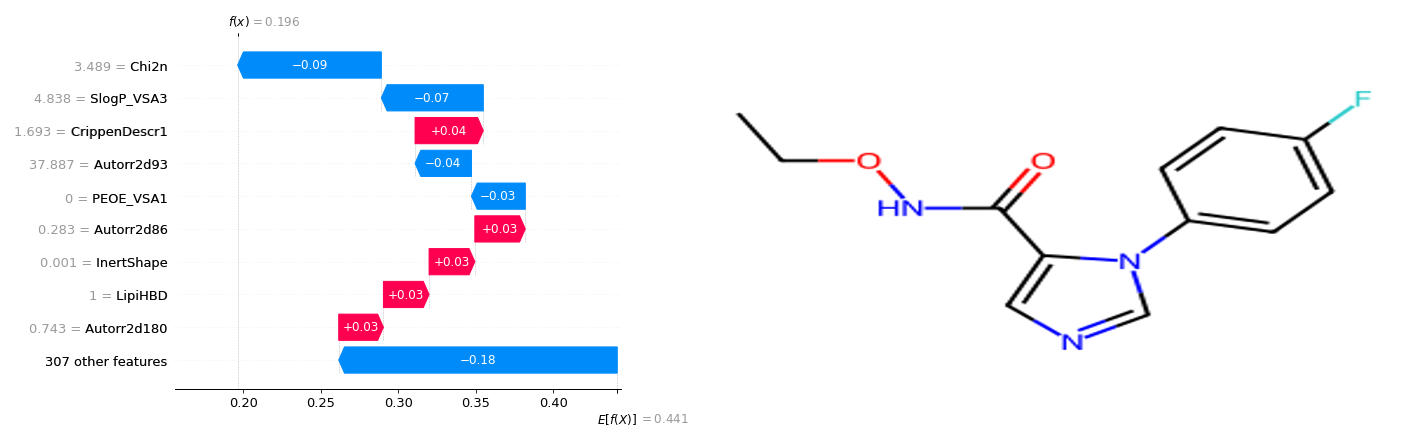 f(x) = 0.196
3.489 = Chi2n
−0.09
4.838 = SlogP_VSA3
−0.07
1.693 = CrippenDescr1
+0.04
37.887 = Autorr2d93
−0.04
0 = PEOE_VSA1
−0.03
0.283 = Autorr2d86
+0.03
0.001 = InertShape
+0.03
1 = LipiHBD
+0.03
0.743 = Autorr2d180
+0.03
307 other features
−0.18
0.20 0.25 0.30 0.35 0.40
E[f(X)] = 0.441
F
O
O
HN
N
N